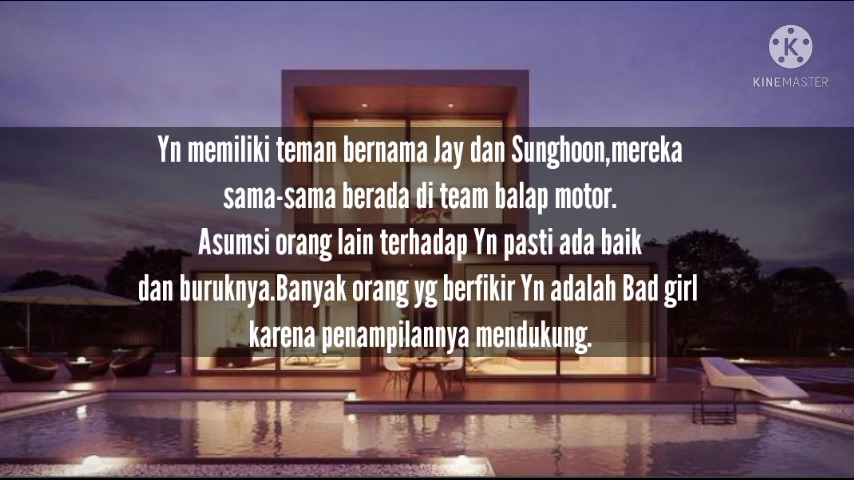 KINEMASTER
Yn memiliki teman bernama Jay dan Sunghoon,mereka
sama-sama berada di team balap motor.
Asumsi orang lain terhadap Yn pasti ada baik
dan buruknya.Banyak orang yg berfikir Yn adalah Bad girl
karena penampilannya mendukung.